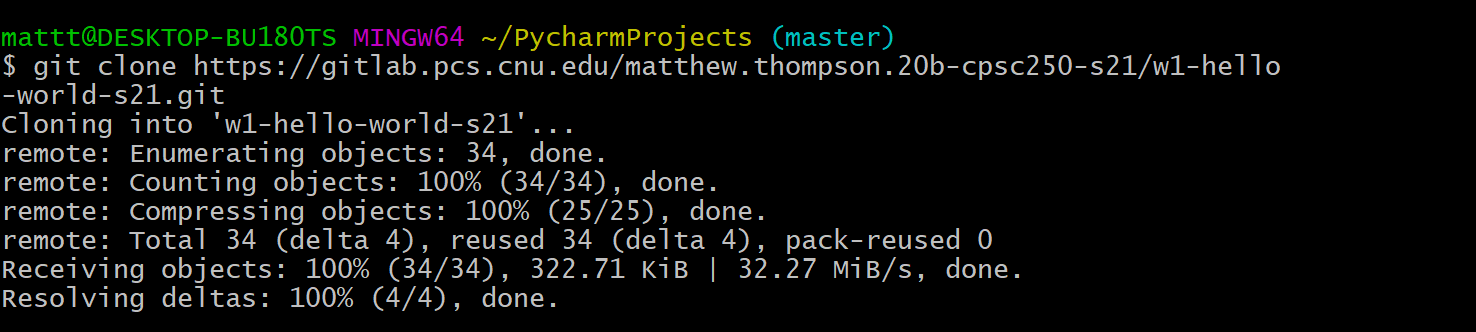 mattt@DESKTOP-BU180TS MINGW64 ~/PycharmProjects (master)
$ git clone https://gitlab.pcs.cnu.edu/matthew.thompson.20b-cpsc250-s21/w1-hello
-world-s21.git
Cloning into 'w1-hello-world-s21'...
remote: Enumerating objects: 34, done.
remote: Counting objects: 100% (34/34), done.
remote: Compressing objects: 100% (25/25), done.
remote: Total 34 (delta 4), reused 34 (delta 4), pack-reused 0
Receiving objects: 100% (34/34), 322.71 KiB | 32.27 MiB/s, done.
Resolving deltas: 100% (4/4), done.